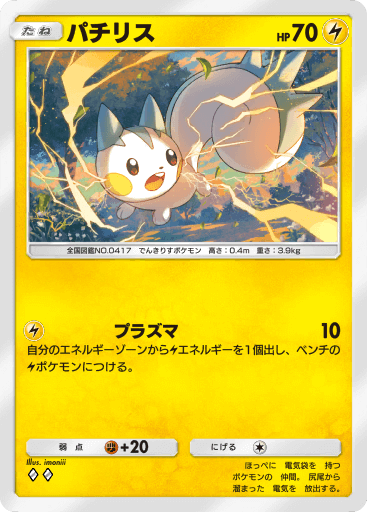 たね パチリス HP70
全国図鑑NO.0417 でんきりすポケモン 高さ：0.4m 重さ：3.9kg
プラズマ 10
自分のエネルギーゾーンからエネルギーを1個出し、ベンチの
ポケモンにつける。
弱点 +20 にげる
Illus. imoniii
ほっぺに 電気袋を 持つ
ポケモンの 仲間。尻尾から
溜まった 電気を 放出する。